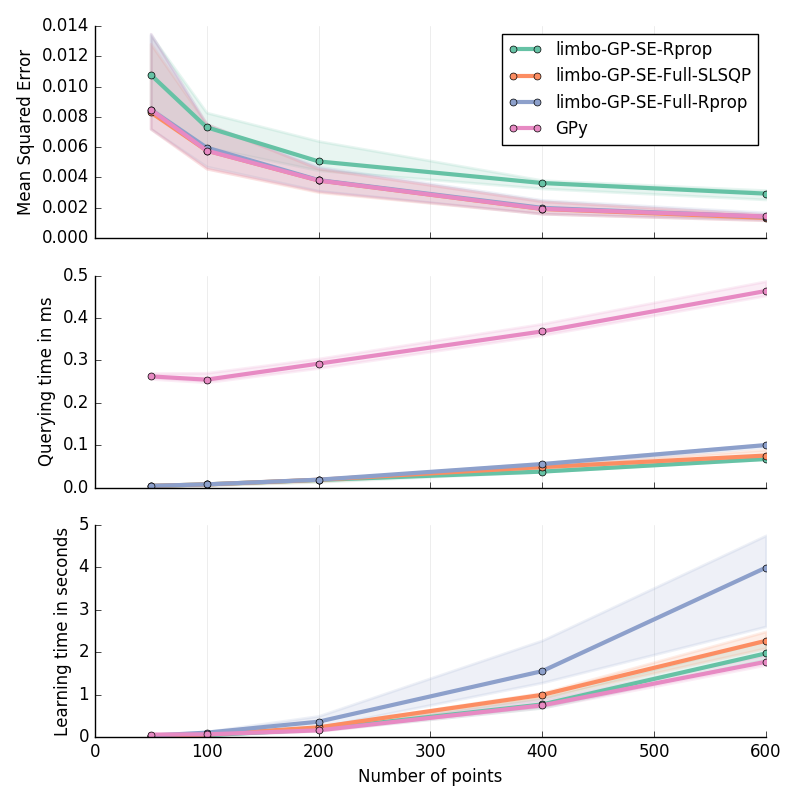 0.014
0.012
0.010
0.008
0.006
0.004
0.002
0.000
Mean Squared Error
limbo-GP-SE-Rprop
limbo-GP-SE-Full-SLSQP
limbo-GP-SE-Full-Rprop
GPy
0.5
0.4
0.3
0.2
0.1
0.0
Querying time in ms
5
4
3
2
1
0
Learning time in seconds
0 100 200 300 400 500 600
Number of points